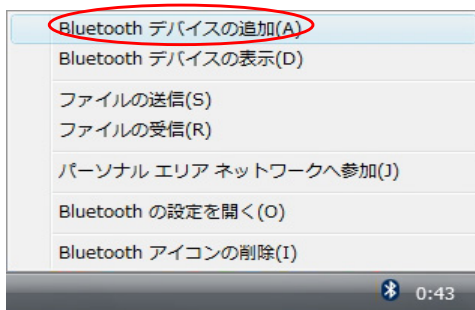 Bluetooth デバイスの追加(A)
Bluetooth デバイスの表示(D)
ファイルの送信(S)
ファイルの受信(R)
パーソナル エリア ネットワークへ参加(J)
Bluetooth の設定を開く(O)
Bluetooth アイコンの削除(I)
0:43